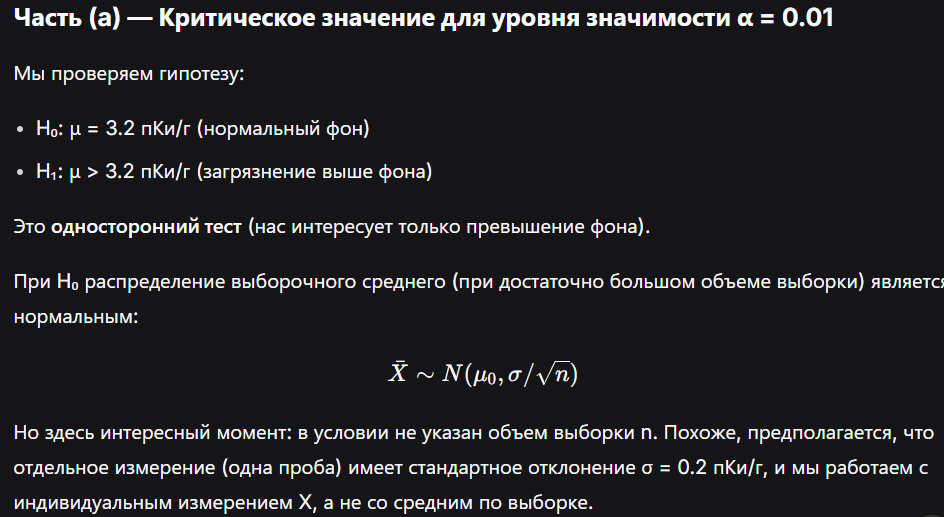 Часть (a) — Критическое значение для уровня значимости α = 0.01
Мы проверяем гипотезу:
• H₀: μ = 3.2 пКи/г (нормальный фон)
• H₁: μ > 3.2 пКи/г (загрязнение выше фона)
Это односторонний тест (нас интересует только превышение фона).
При H₀ распределение выборочного среднего (при достаточно большом объеме выборки) является
нормальным:
X̄ ~ N(μ₀, σ/√n)
Но здесь интересный момент: в условии не указан объем выборки n. Похоже, предполагается, что
отдельное измерение (одна проба) имеет стандартное отклонение σ = 0.2 пКи/г, и мы работаем с
индивидуальным измерением X, а не со средним по выборке.